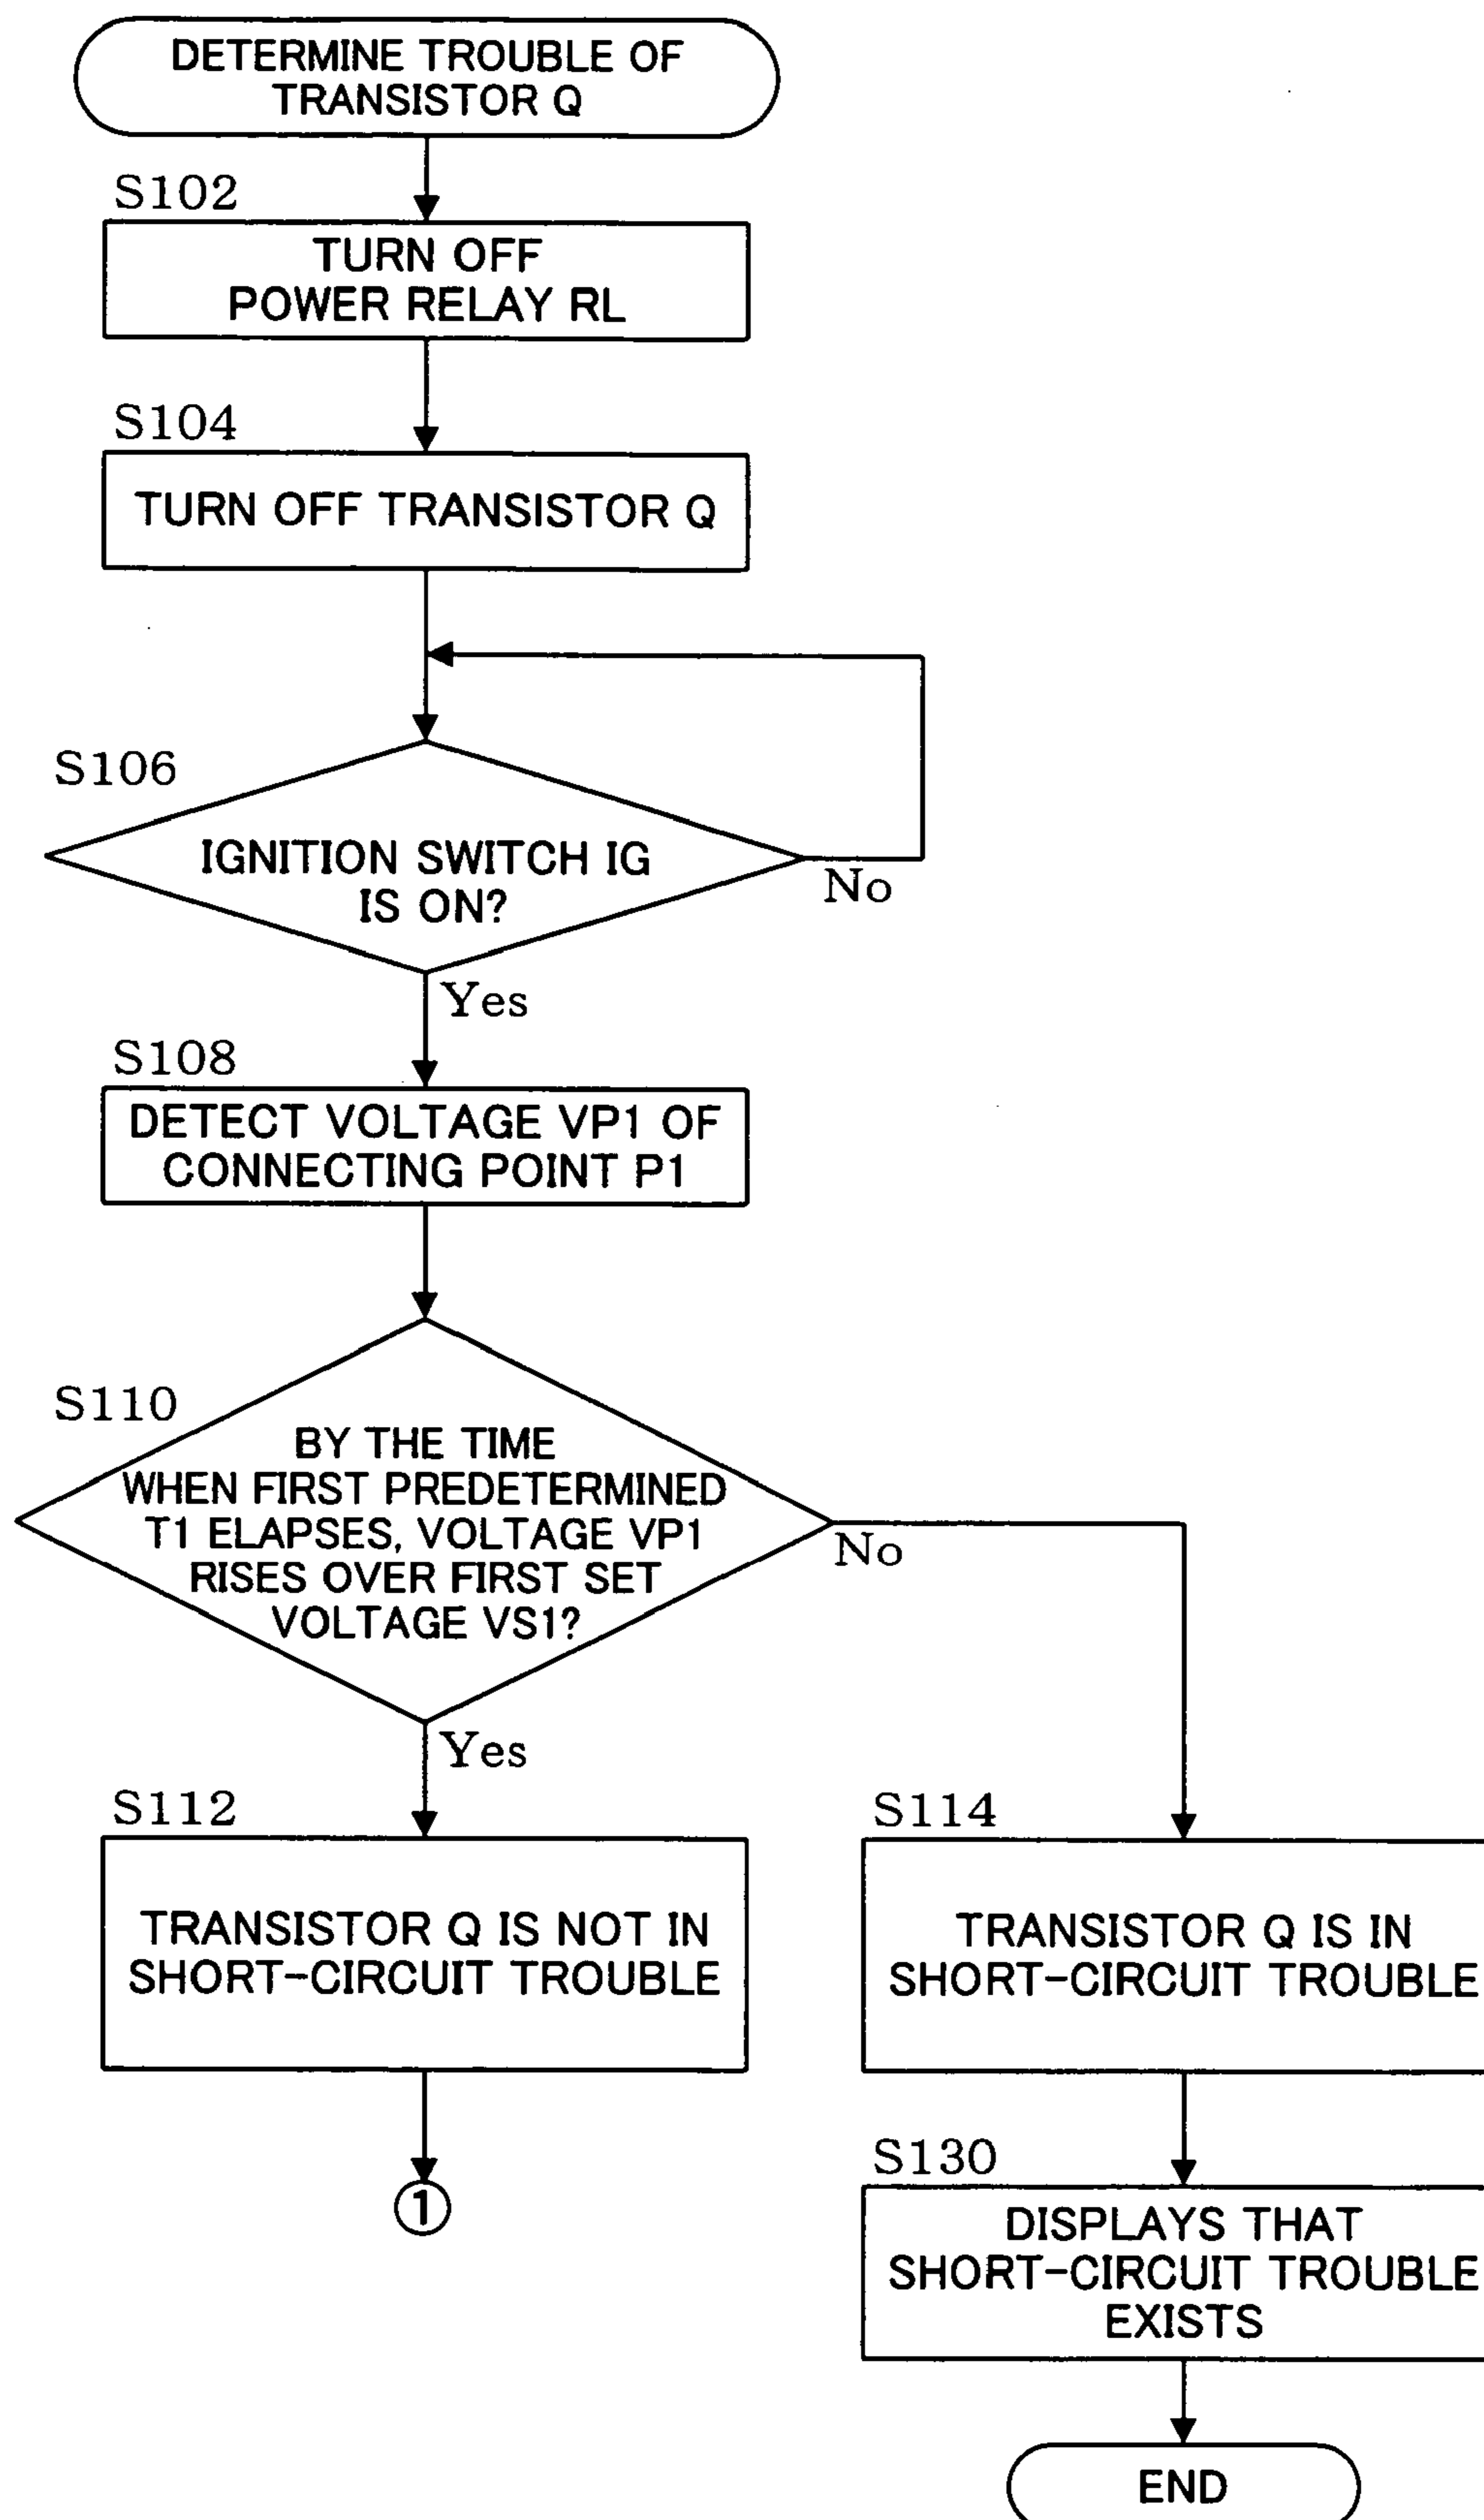 DETERMINE TROUBLE OF
TRANSISTOR Q
S102
TURN OFF
POWER RELAY RL
S104
TURN OFF TRANSISTOR Q
S106
IGNITION SWITCH IG
IS ON?
No
Yes
S108
DETECT VOLTAGE VP1 OF
CONNECTING POINT P1
S110
BY THE TIME
WHEN FIRST PREDETERMINED
T1 ELAPSES, VOLTAGE VP1
RISES OVER FIRST SET
VOLTAGE VS1?
No
Yes
S112
TRANSISTOR Q IS NOT IN
SHORT-CIRCUIT TROUBLE
1
S114
TRANSISTOR Q IS IN
SHORT-CIRCUIT TROUBLE
S130
DISPLAYS THAT
SHORT-CIRCUIT TROUBLE
EXISTS
END